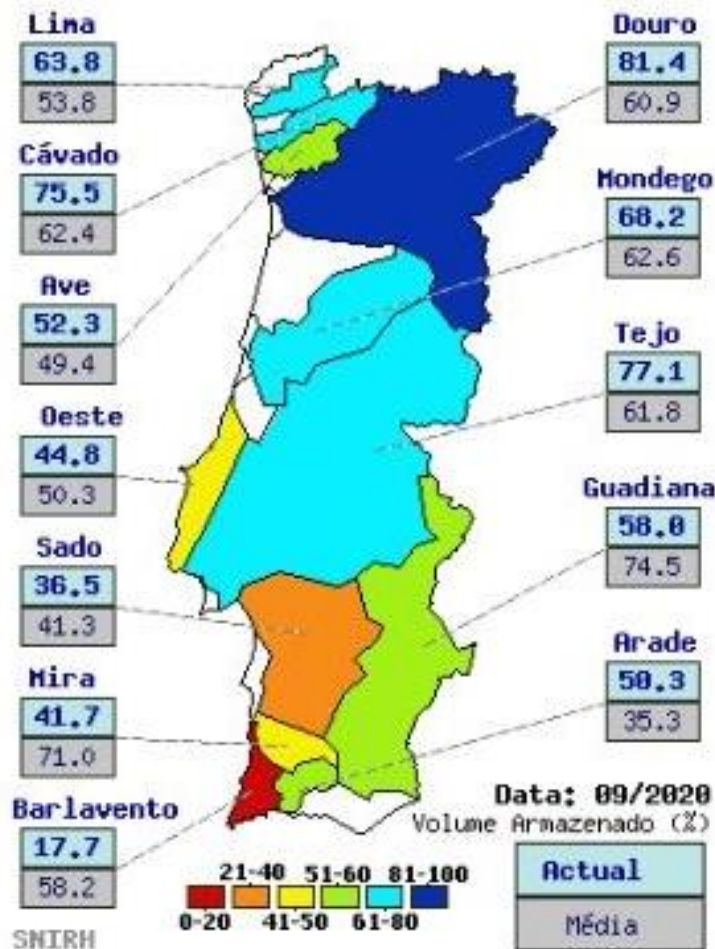 Lima
63.8
53.8
Cávado
75.5
62.4
Ave
52.3
49.4
Oeste
44.8
50.3
Sado
36.5
41.3
Mira
41.7
71.0
Barlavento
17.7
58.2
SNIRH
Douro
81.4
60.9
Mondego
68.2
62.6
Tejo
77.1
61.8
Guadiana
58.0
74.5
Arade
50.3
35.3
Data: 09/2020
Volume Armazenado (%)
Actual
Média
21-40 51-60 81-100
0-20 41-50 61-80